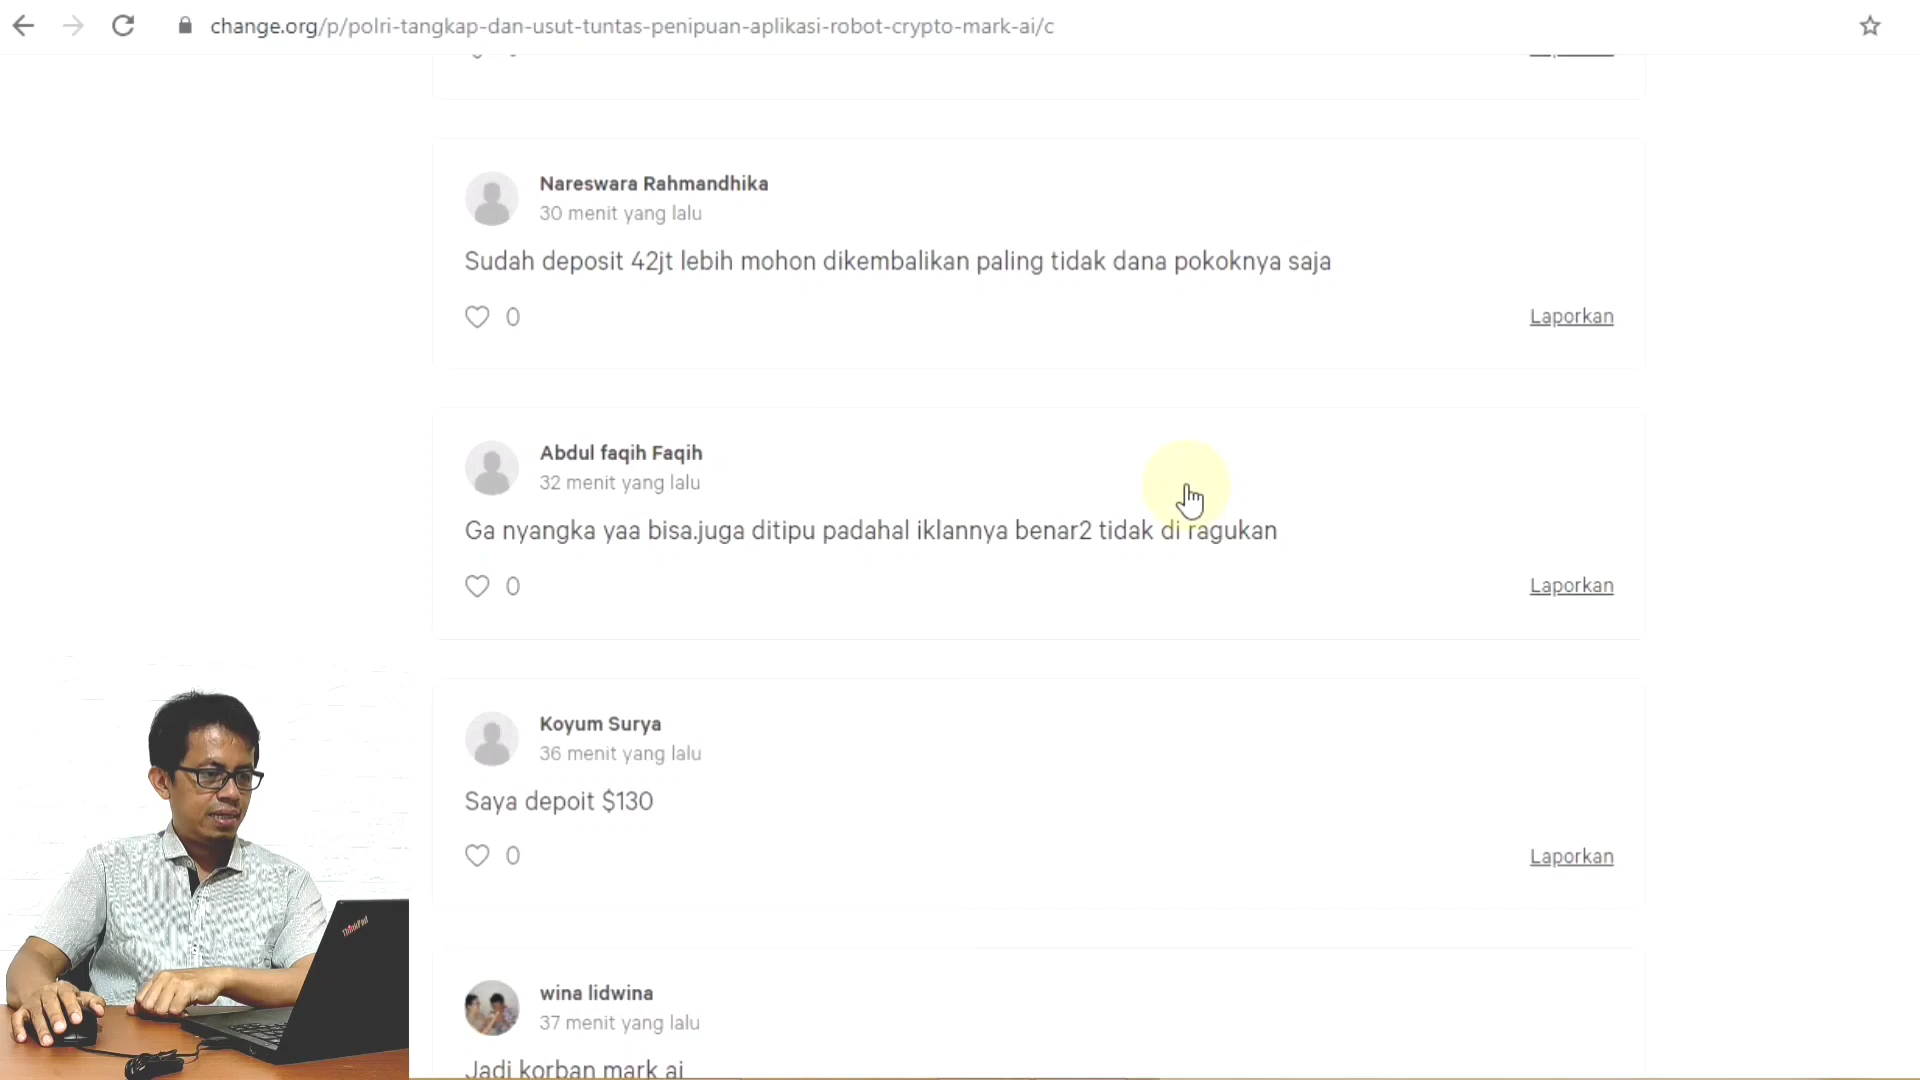 change.org/p/polri-tangkap-dan-usut-tuntas-penipuan-aplikasi-robot-crypto-mark-ai/c
Nareswara Rahmandhika
30 menit yang lalu
Sudah deposit 42jt lebih mohon dikembalikan paling tidak dana pokoknya saja
0
Laporkan
Abdul faqih Faqih
32 menit yang lalu
Ga nyangka yaa bisa.juga ditipu padahal iklannya benar2 tidak di ragukan
0
Laporkan
Koyum Surya
36 menit yang lalu
Saya depoit $130
0
Laporkan
wina lidwina
37 menit yang lalu
Jadi korban mark ai
ThinkPad